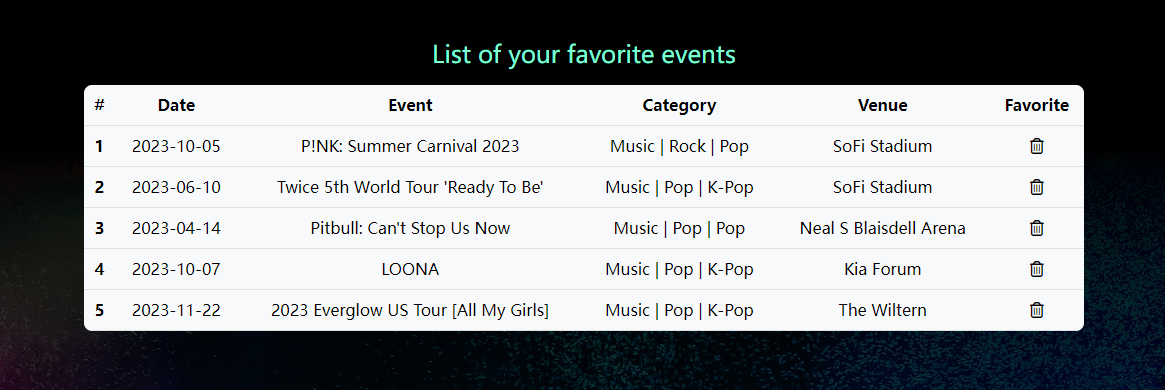 List of your favorite events
# Date Event Category Venue Favorite
1 2023-10-05 P!NK: Summer Carnival 2023 Music | Rock | Pop SoFi Stadium
2 2023-06-10 Twice 5th World Tour 'Ready To Be' Music | Pop | K-Pop SoFi Stadium
3 2023-04-14 Pitbull: Can't Stop Us Now Music | Pop | Pop Neal S Blaisdell Arena
4 2023-10-07 LOONA Music | Pop | K-Pop Kia Forum
5 2023-11-22 2023 Everglow US Tour [All My Girls] Music | Pop | K-Pop The Wiltern